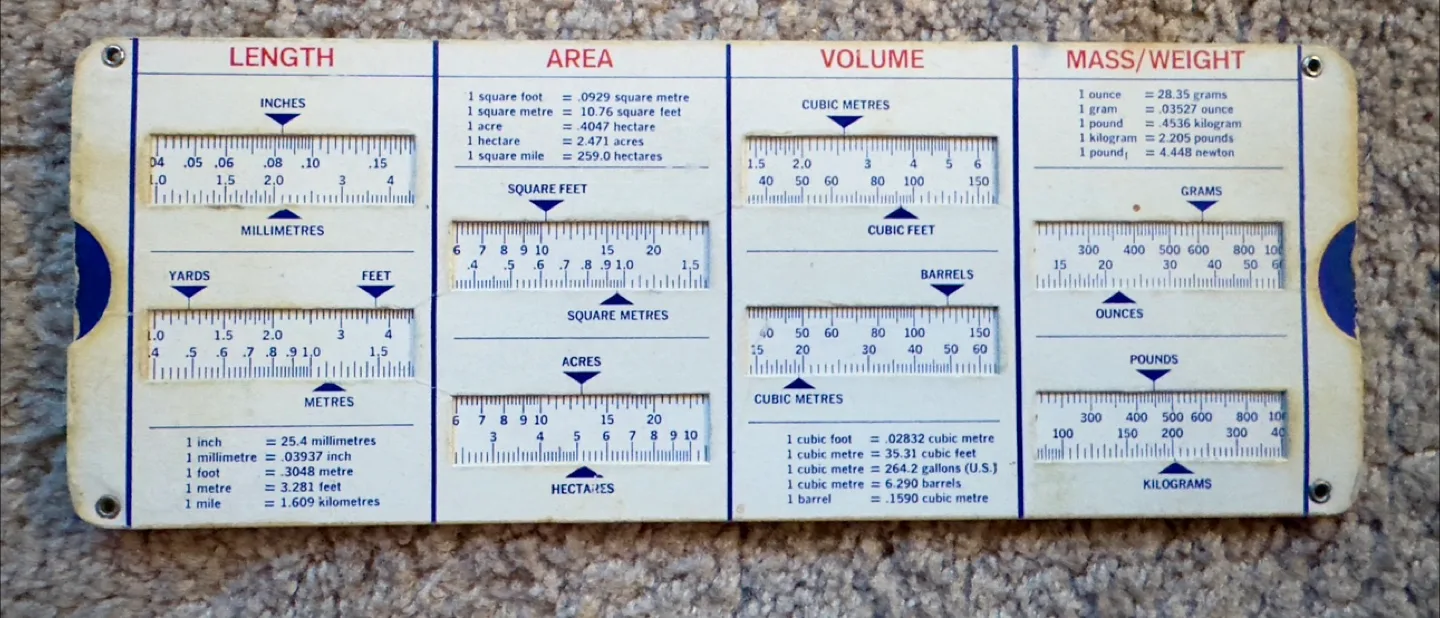 LENGTH
INCHES
04 .05 .06 .08 .10 .15
1.0 1.5 2.0 3 4
MILLIMETRES
YARDS FEET
1.0 1.5 2.0 3 4
.4 .5 .6 .7 .8 .9 1.0 1.5
METRES
1 inch = 25.4 millimetres
1 millimetre = .03937 inch
1 foot = .3048 metre
1 metre = 3.281 feet
1 mile = 1.609 kilometres
AREA
1 square foot = .0929 square metre
1 square metre = 10.76 square feet
1 acre = .4047 hectare
1 hectare = 2.471 acres
1 square mile = 259.0 hectares
SQUARE FEET
6 7 8 9 10 15 20
.4 .5 .6 .7 .8 .9 1.0 1.5
SQUARE METRES
ACRES
6 7 8 9 10 15 20
3 4 5 6 7 8 9 10
HECTARES
VOLUME
CUBIC METRES
1.5 2.0 3 4 5 6
40 50 60 80 100 150
CUBIC FEET
BARRELS
40 50 60 80 100 150
15 20 30 40 50 60
CUBIC METRES
1 cubic foot = .02832 cubic metre
1 cubic metre = 35.31 cubic feet
1 cubic metre = 264.2 gallons (U.S.)
1 cubic metre = 6.290 barrels
1 barrel = .1590 cubic metre
MASS/WEIGHT
1 ounce = 28.35 grams
1 gram = .03527 ounce
1 pound = .4536 kilogram
1 kilogram = 2.205 pounds
1 pound = 4.448 newton
GRAMS
300 400 500 600 800 100
15 20 30 40 50 6
OUNCES
POUNDS
300 400 500 600 800 100
100 150 200 300 40
KILOGRAMS